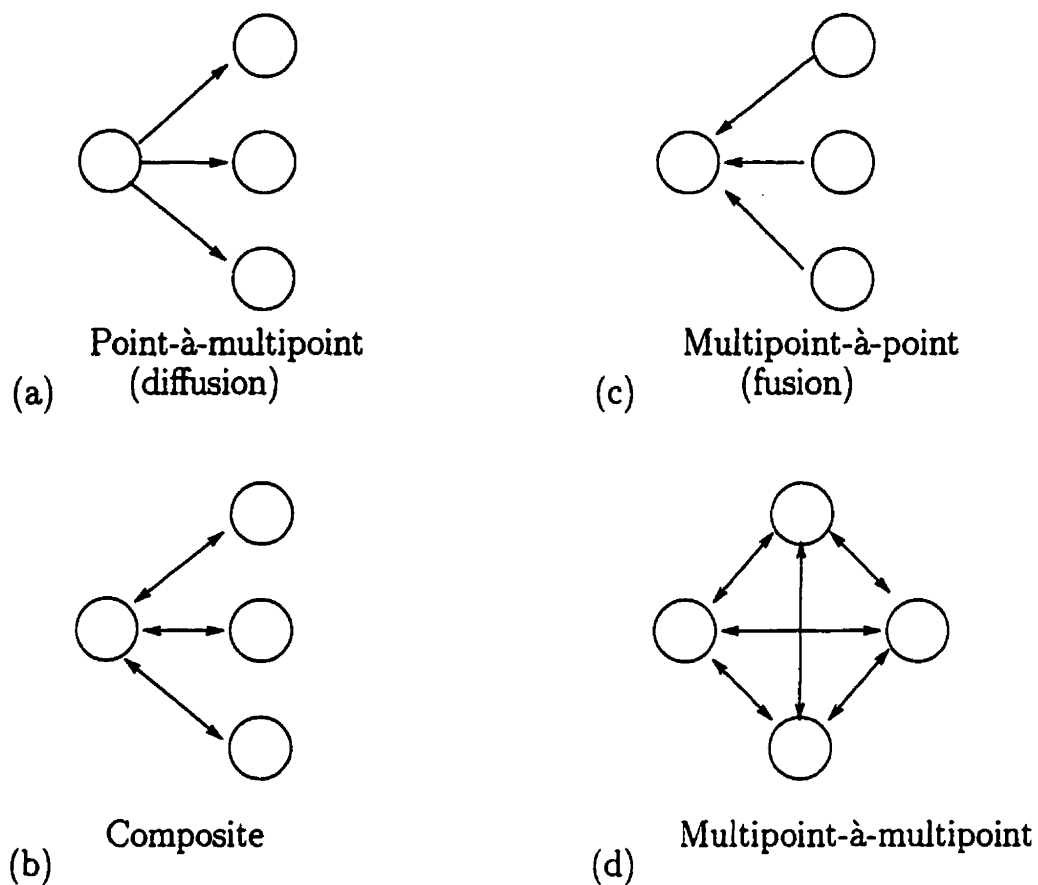 Point-à-multipoint
(a) (diffusion)
Multipoint-à-point
(c) (fusion)
Composite
(b)
Multipoint-à-multipoint
(d)